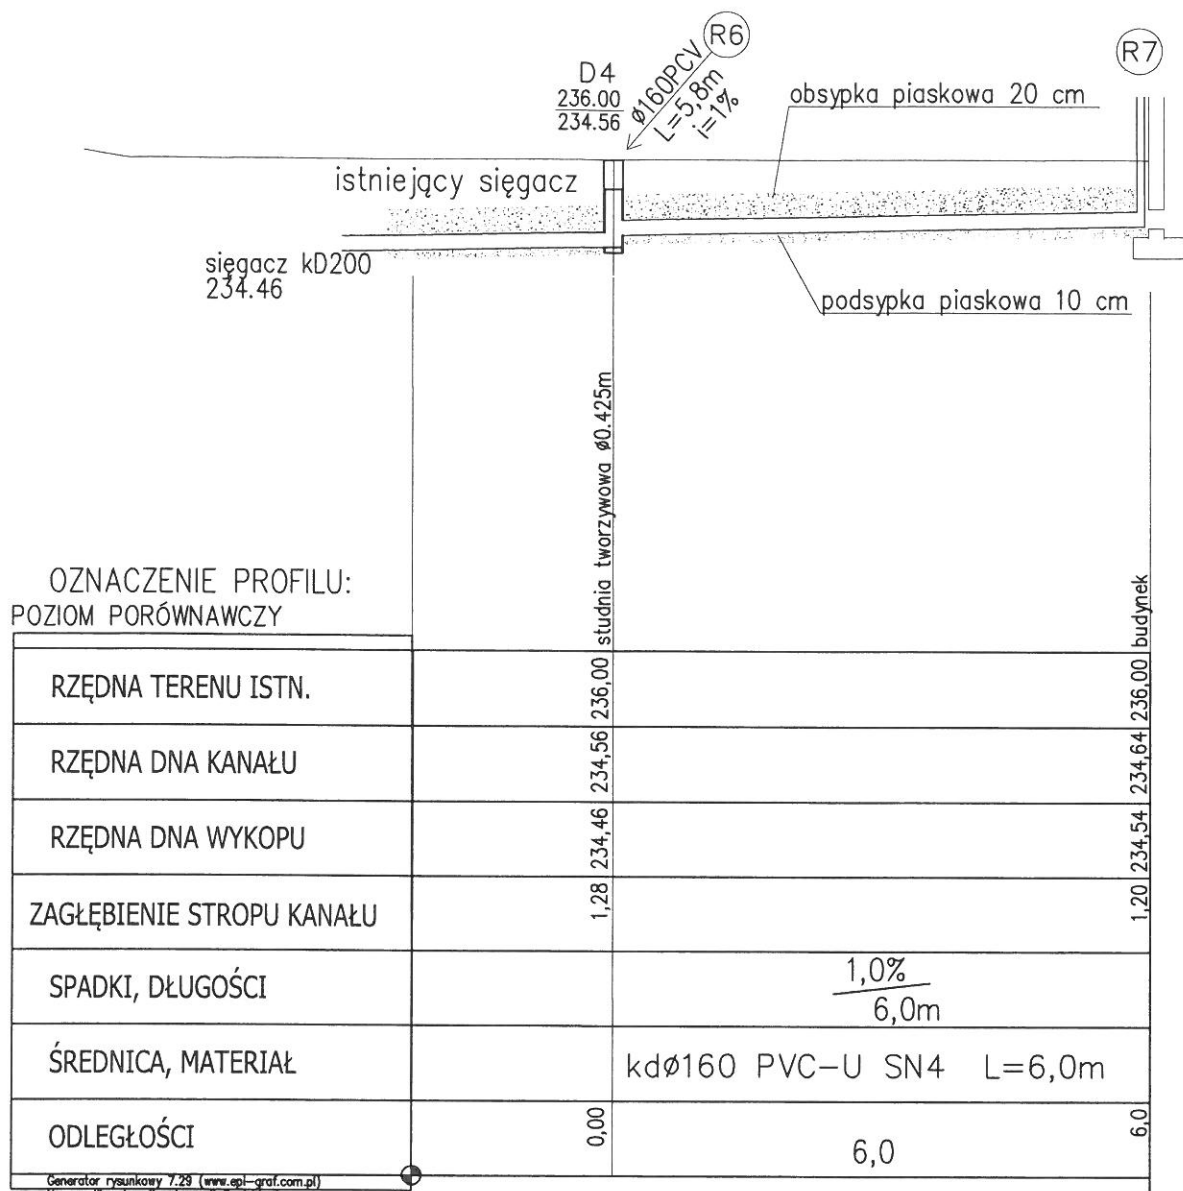 R6
R7
D4
236.00
234.56
ø160PCV
L=5,8m
i=1%
obsypka piaskowa 20 cm
istniejący sięgacz
sięgacz kD200
234.46
podsypka piaskowa 10 cm
studnia tworzywowa ø0.425m
budynek
OZNACZENIE PROFILU:
POZIOM PORÓWNAWCZY
RZĘDNA TERENU ISTN. 236,00 236,00
RZĘDNA DNA KANAŁU 234,56 234,64
RZĘDNA DNA WYKOPU 234,46 234,54
ZAGŁĘBIENIE STROPU KANAŁU 1,28 1,20
SPADKI, DŁUGOŚCI 1,0%
6,0m
ŚREDNICA, MATERIAŁ kdø160 PVC-U SN4 L=6,0m
ODLEGŁOŚCI 0,00 6,0 6,0
Generator rysunkowy 7.29 (www.epi-graf.com.pl)